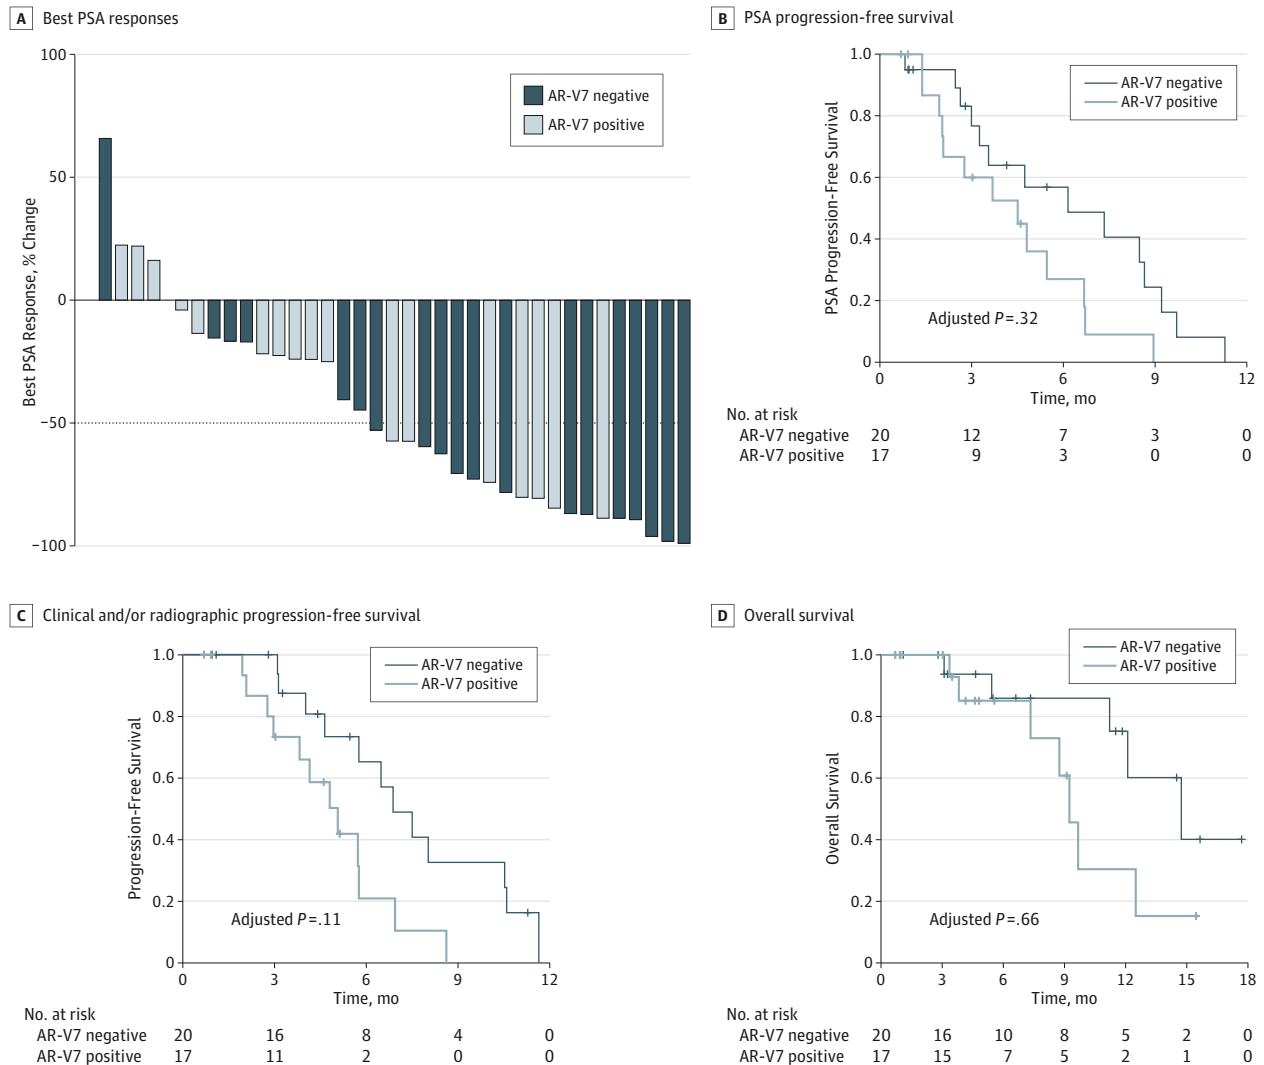 A Best PSA responses
100
50
0
−50
−100
Best PSA Response, % Change
AR-V7 negative
AR-V7 positive
B PSA progression-free survival
1.0
0.8
0.6
0.4
0.2
0
PSA Progression-Free Survival
AR-V7 negative
AR-V7 positive
Adjusted P=.32
0 3 6 9 12
Time, mo
No. at risk
AR-V7 negative 20 12 7 3 0
AR-V7 positive 17 9 3 0 0
C Clinical and/or radiographic progression-free survival
1.0
0.8
0.6
0.4
0.2
0
Progression-Free Survival
AR-V7 negative
AR-V7 positive
Adjusted P=.11
0 3 6 9 12
Time, mo
No. at risk
AR-V7 negative 20 16 8 4 0
AR-V7 positive 17 11 2 0 0
D Overall survival
1.0
0.8
0.6
0.4
0.2
0
Overall Survival
AR-V7 negative
AR-V7 positive
Adjusted P=.66
0 3 6 9 12 15 18
Time, mo
No. at risk
AR-V7 negative 20 16 10 8 5 2 0
AR-V7 positive 17 15 7 5 2 1 0